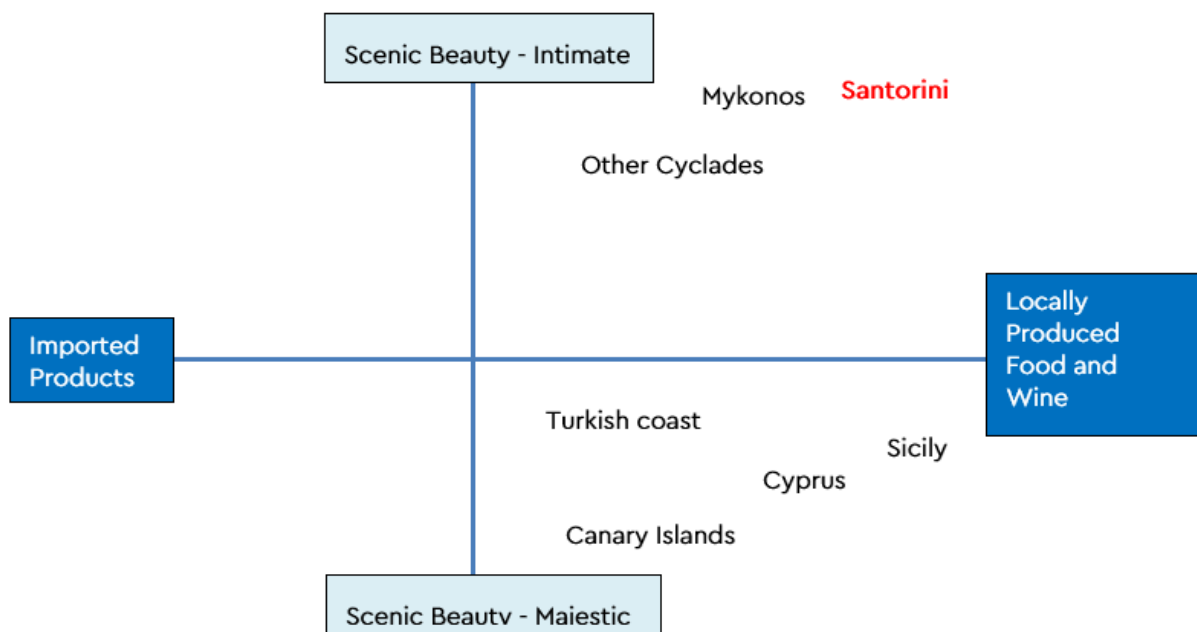 Scenic Beauty - Intimate
Mykonos
Santorini
Other Cyclades
Locally
Produced
Food and
Wine
Imported
Products
Turkish coast
Sicily
Cyprus
Canary Islands
Scenic Beauty - Majestic